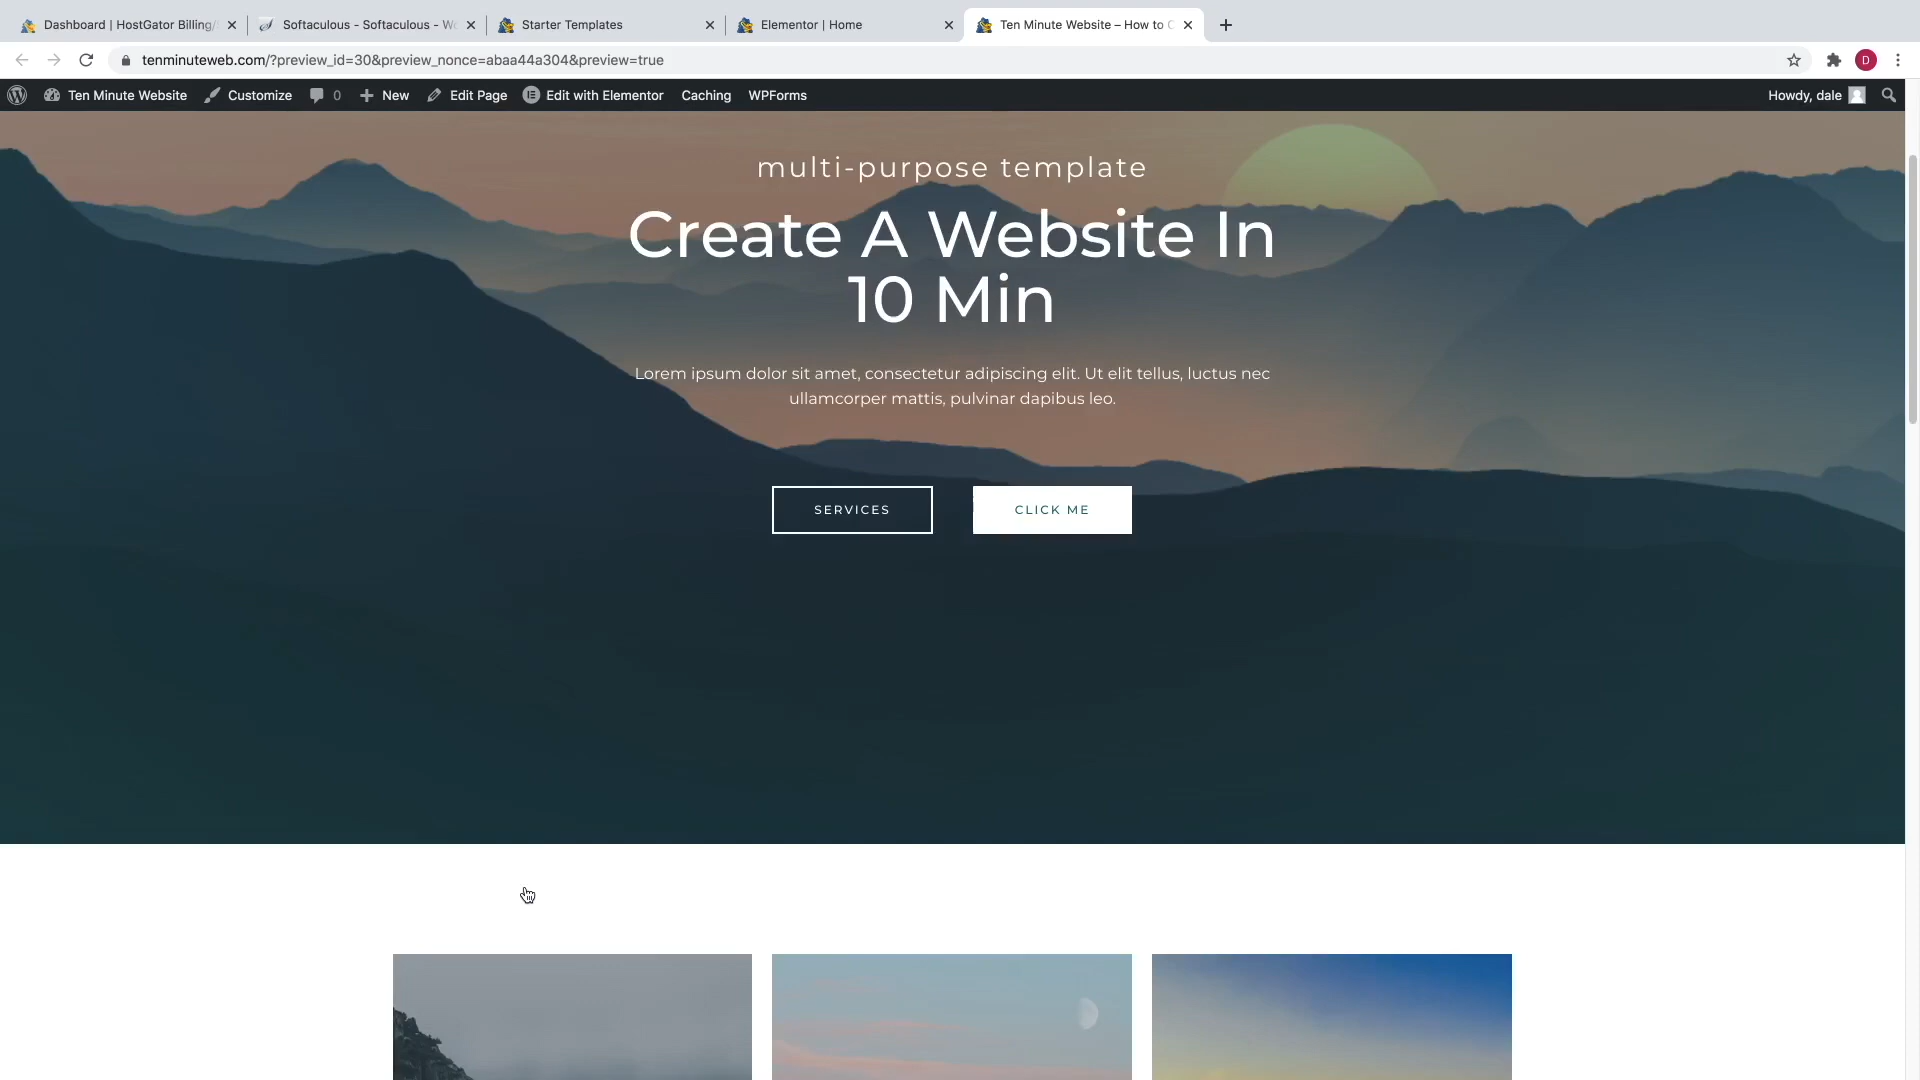 Dashboard | HostGator Billing/
Softaculous - Softaculous - Wo
Starter Templates
Elementor | Home
Ten Minute Website – How to C
tenminuteweb.com/?preview_id=30&preview_nonce=abaa44a304&preview=true
D
Ten Minute Website
Customize
0
New
Edit Page
Edit with Elementor
Caching
WPForms
Howdy, dale
multi-purpose template
Create A Website In
10 Min
Lorem ipsum dolor sit amet, consectetur adipiscing elit. Ut elit tellus, luctus nec
ullamcorper mattis, pulvinar dapibus leo.
SERVICES
CLICK ME